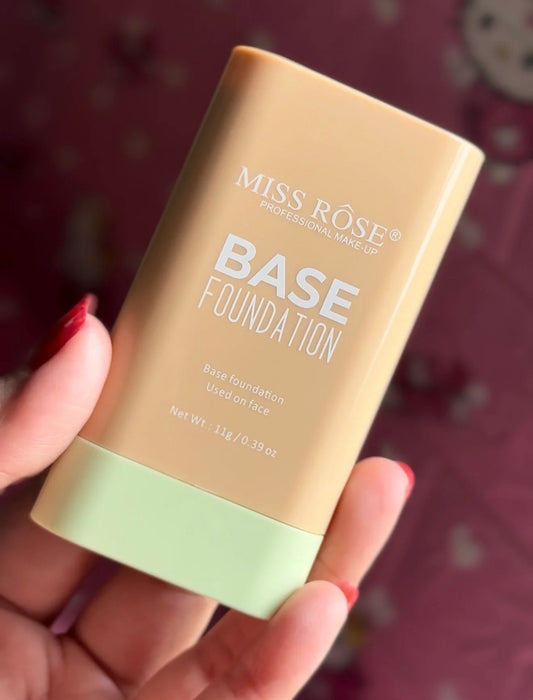 MISS RÔSE®
PROFESSIONAL MAKE-UP
BASE
FOUNDATION
Base foundation
Used on face
Net Wt : 11g / 0.39 oz